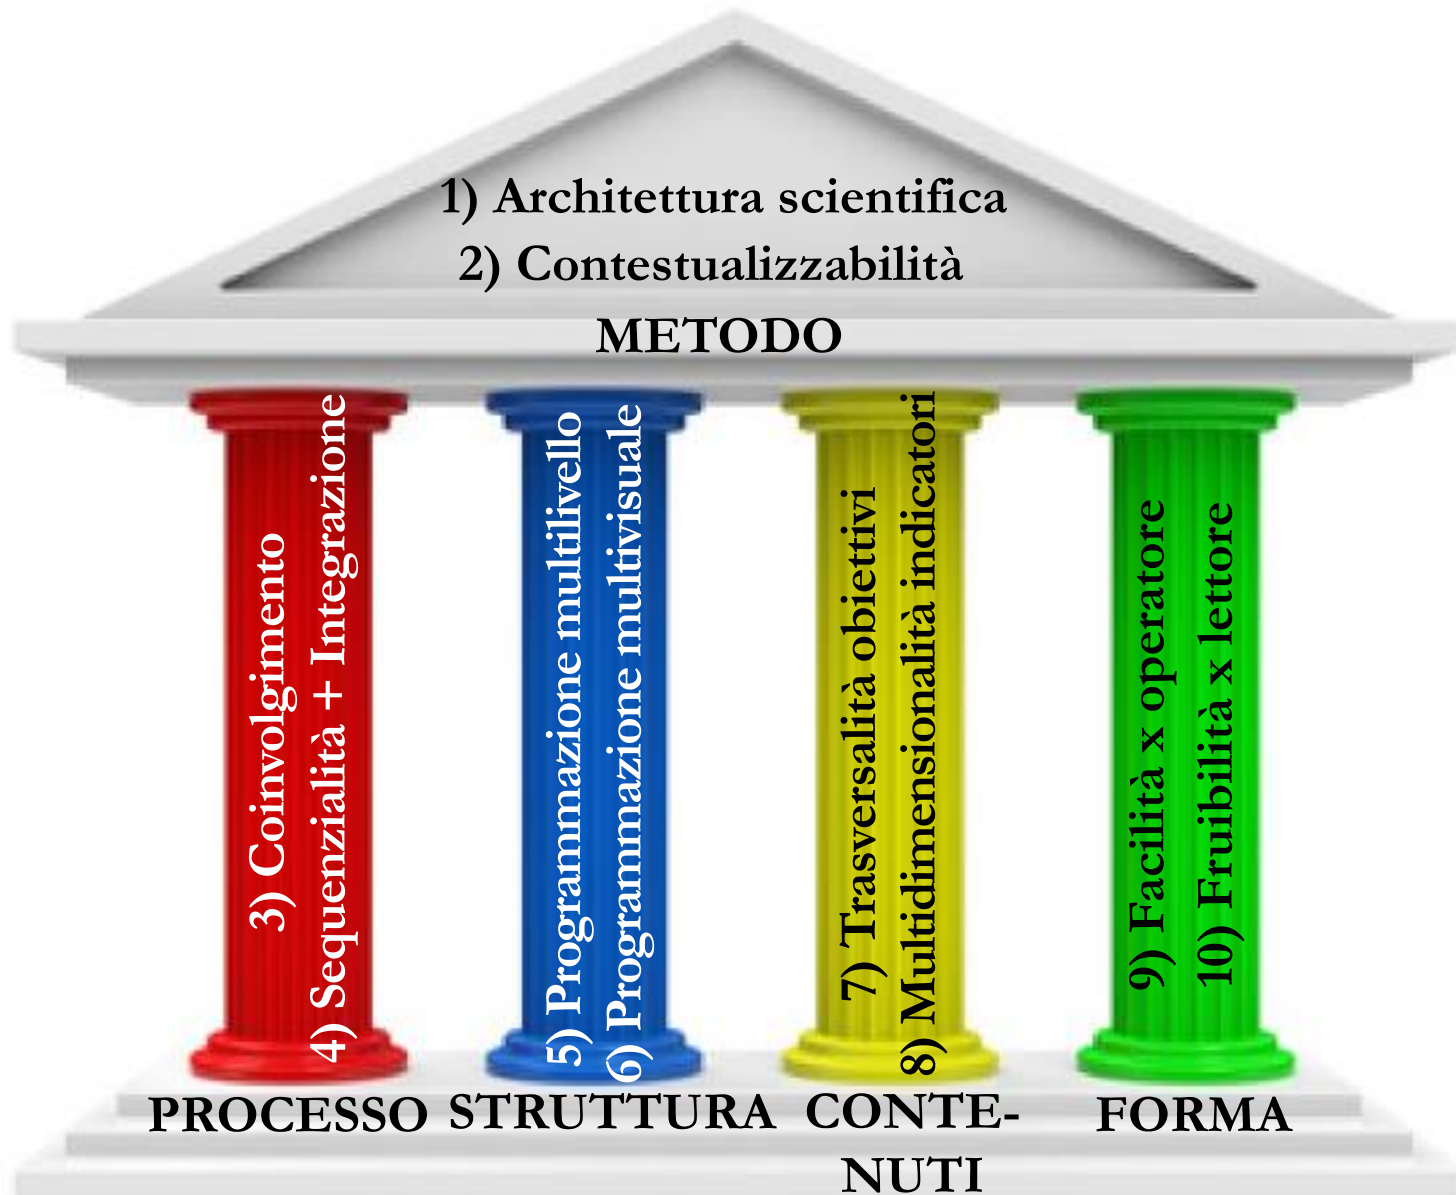 1) Architettura scientifica
2) Contestualizzabilità
METODO
3) Coinvolgimento
4) Sequenzialità + Integrazione
5) Programmazione multilivello
6) Programmazione multivisuale
7) Trasversalità obiettivi
8) Multidimensionalità indicatori
9) Facilità x operatore
10) Fruibilità x lettore
PROCESSO
STRUTTURA
CONTE-
NUTI
FORMA